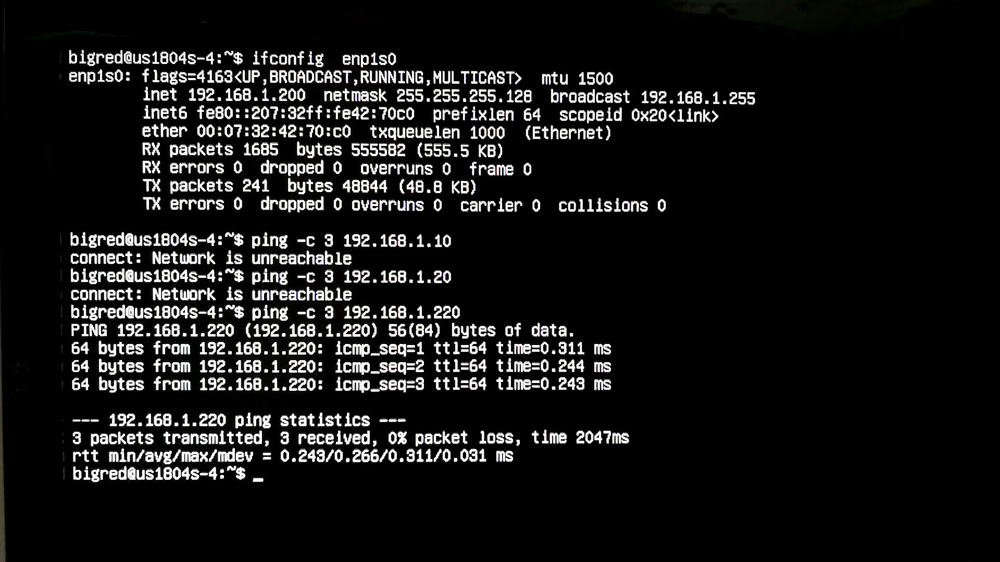 bigred@us1804s-4:~$ ifconfig  enp1s0
enp1s0: flags=4163<UP,BROADCAST,RUNNING,MULTICAST>  mtu 1500
        inet 192.168.1.200  netmask 255.255.255.128  broadcast 192.168.1.255
        inet6 fe80::207:32ff:fe42:70c0  prefixlen 64  scopeid 0x20<link>
        ether 00:07:32:42:70:c0  txqueuelen 1000  (Ethernet)
        RX packets 1685  bytes 555582 (555.5 KB)
        RX errors 0  dropped 0  overruns 0  frame 0
        TX packets 241  bytes 48844 (48.8 KB)
        TX errors 0  dropped 0 overruns 0  carrier 0  collisions 0

bigred@us1804s-4:~$ ping -c 3 192.168.1.10
connect: Network is unreachable
bigred@us1804s-4:~$ ping -c 3 192.168.1.20
connect: Network is unreachable
bigred@us1804s-4:~$ ping -c 3 192.168.1.220
PING 192.168.1.220 (192.168.1.220) 56(84) bytes of data.
64 bytes from 192.168.1.220: icmp_seq=1 ttl=64 time=0.311 ms
64 bytes from 192.168.1.220: icmp_seq=2 ttl=64 time=0.244 ms
64 bytes from 192.168.1.220: icmp_seq=3 ttl=64 time=0.243 ms

--- 192.168.1.220 ping statistics ---
3 packets transmitted, 3 received, 0% packet loss, time 2047ms
rtt min/avg/max/mdev = 0.243/0.266/0.311/0.031 ms
bigred@us1804s-4:~$ _